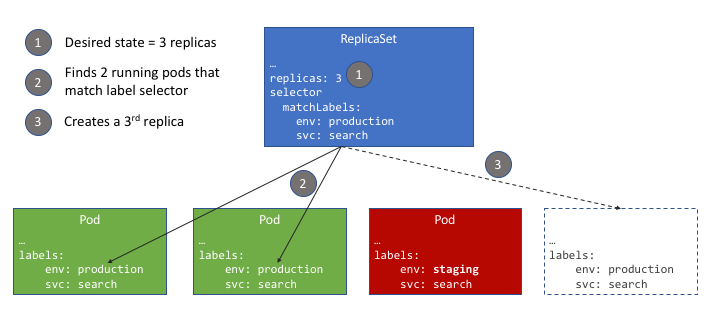 1 Desired state = 3 replicas
2 Finds 2 running pods that
match label selector
3 Creates a 3rd replica
ReplicaSet
…
replicas: 3 1
selector
matchLabels:
env: production
svc: search
2
3
Pod
…
labels:
env: production
svc: search
Pod
…
labels:
env: production
svc: search
Pod
…
labels:
env: staging
svc: search
…
labels:
env: production
svc: search